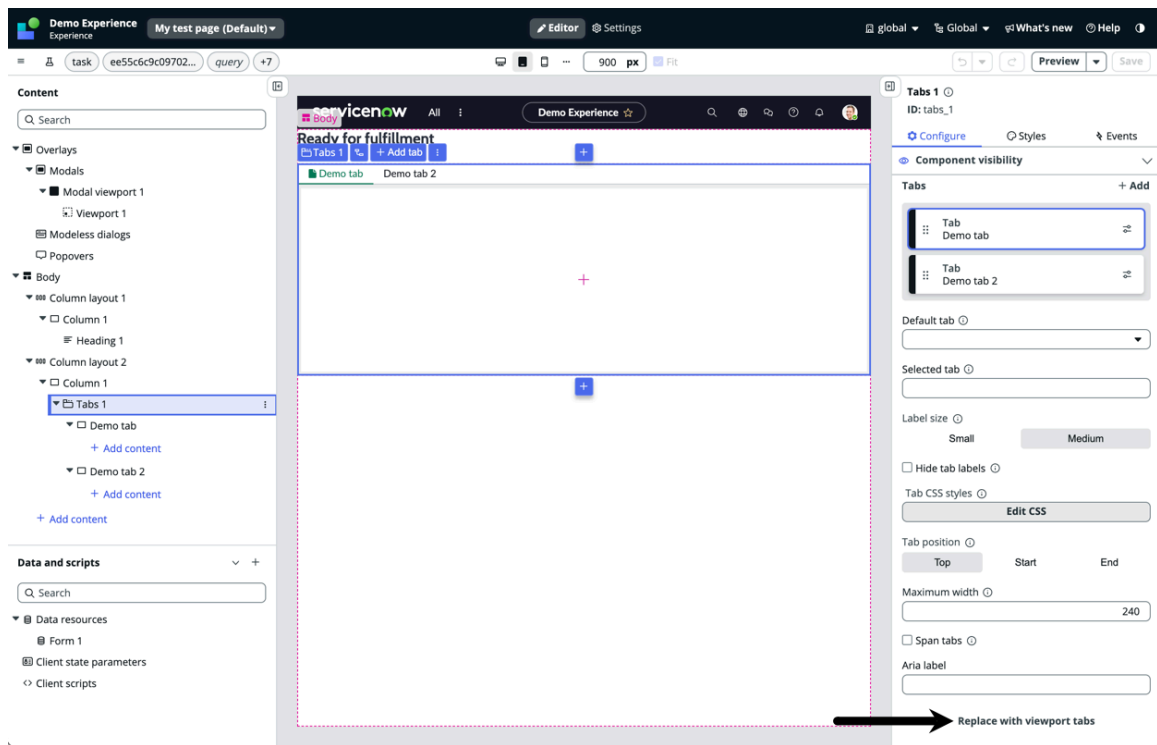 Demo Experience
Experience
My test page (Default)
Editor
Settings
global
Global
What's new
Help
task
ee55c6c9c09702...
query
+7
900 px
Fit
Preview
Save
Content
Search
Overlays
Modals
Modal viewport 1
Viewport 1
Modeless dialogs
Popovers
Body
Column layout 1
Column 1
Heading 1
Column layout 2
Column 1
Tabs 1
Demo tab
+ Add content
Demo tab 2
+ Add content
+ Add content
Data and scripts
Search
Data resources
Form 1
Client state parameters
Client scripts
servicenow
All
Demo Experience
Body
Ready for fulfillment
Tabs 1
+ Add tab
Demo tab
Demo tab 2
Tabs 1
ID: tabs_1
Configure
Styles
Events
Component visibility
Tabs
+ Add
Tab
Demo tab
Tab
Demo tab 2
Default tab
Selected tab
Label size
Small
Medium
Hide tab labels
Tab CSS styles
Edit CSS
Tab position
Top
Start
End
Maximum width
240
Span tabs
Aria label
Replace with viewport tabs